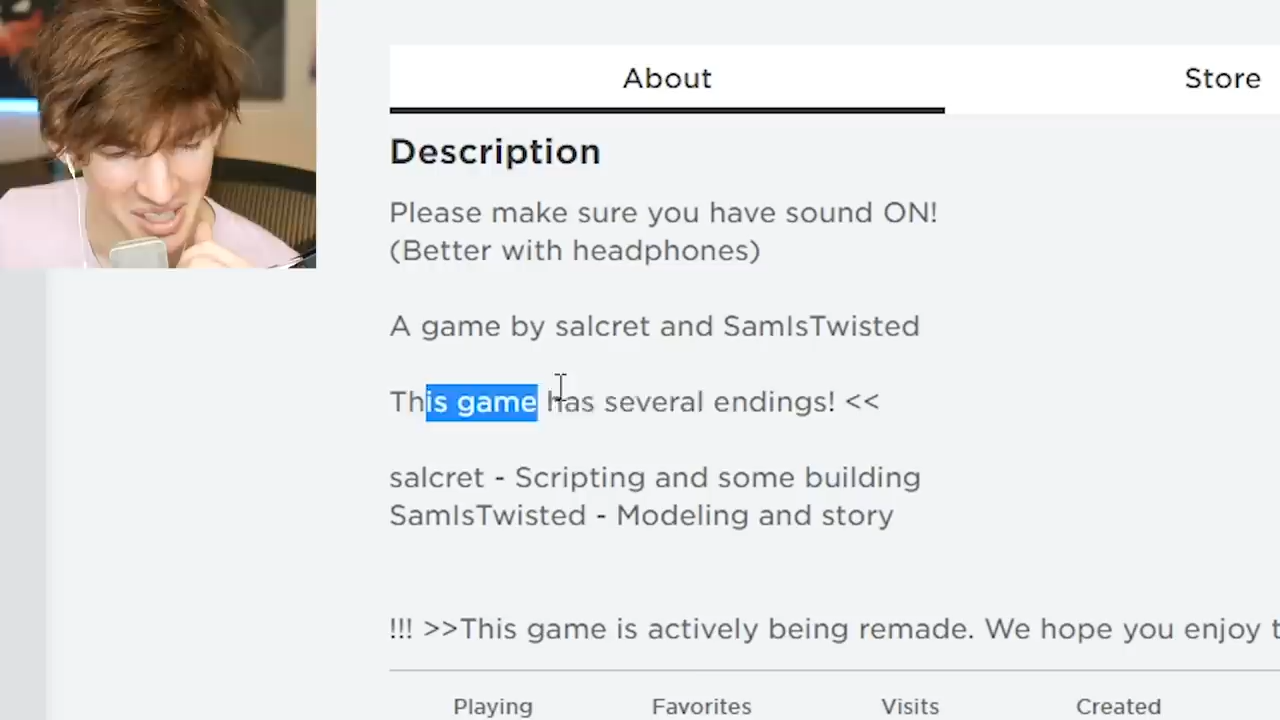 About
Store
Description
Please make sure you have sound ON!
(Better with headphones)
A game by salcret and SamIsTwisted
This game has several endings! <<
salcret - Scripting and some building
SamIsTwisted - Modeling and story
!!! >>This game is actively being remade. We hope you enjoy t
Playing
Favorites
Visits
Created